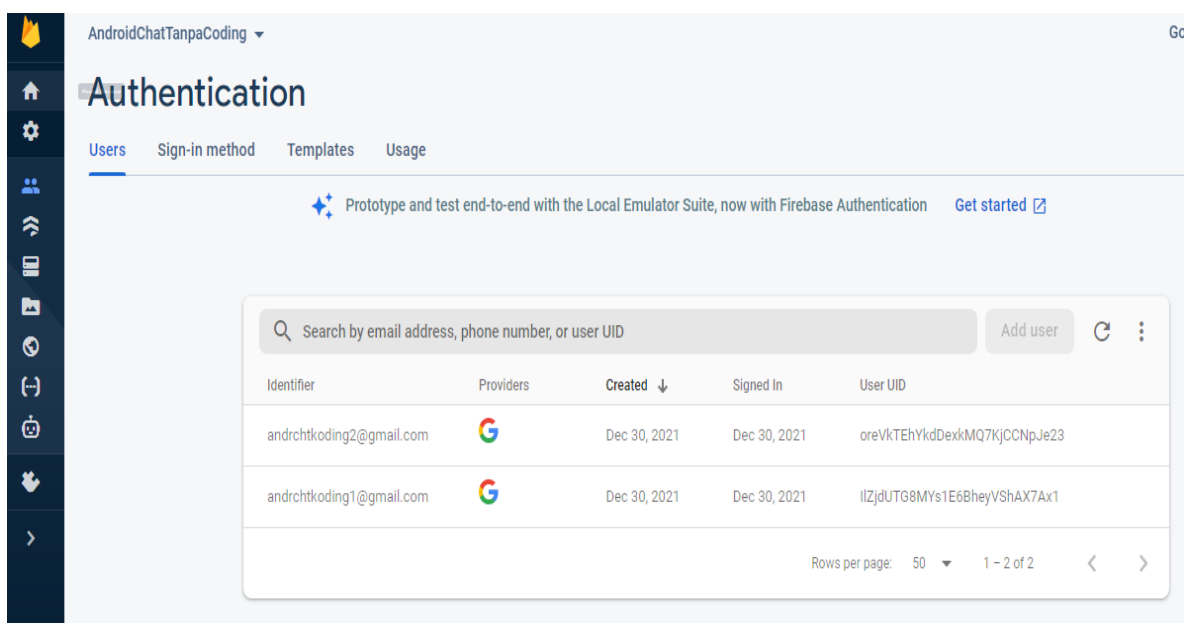 AndroidChatTanpaCoding
Go
Authentication
Users Sign-in method Templates Usage
Prototype and test end-to-end with the Local Emulator Suite, now with Firebase Authentication Get started
Search by email address, phone number, or user UID Add user
Identifier Providers Created Signed In User UID
andrchtkoding2@gmail.com Dec 30, 2021 Dec 30, 2021 oreVkTEhYkdDexkMQ7KjCCNpJe23
andrchtkoding1@gmail.com Dec 30, 2021 Dec 30, 2021 IlZjdUTG8MYs1E6BheyVShAX7Ax1
Rows per page: 50 1 – 2 of 2